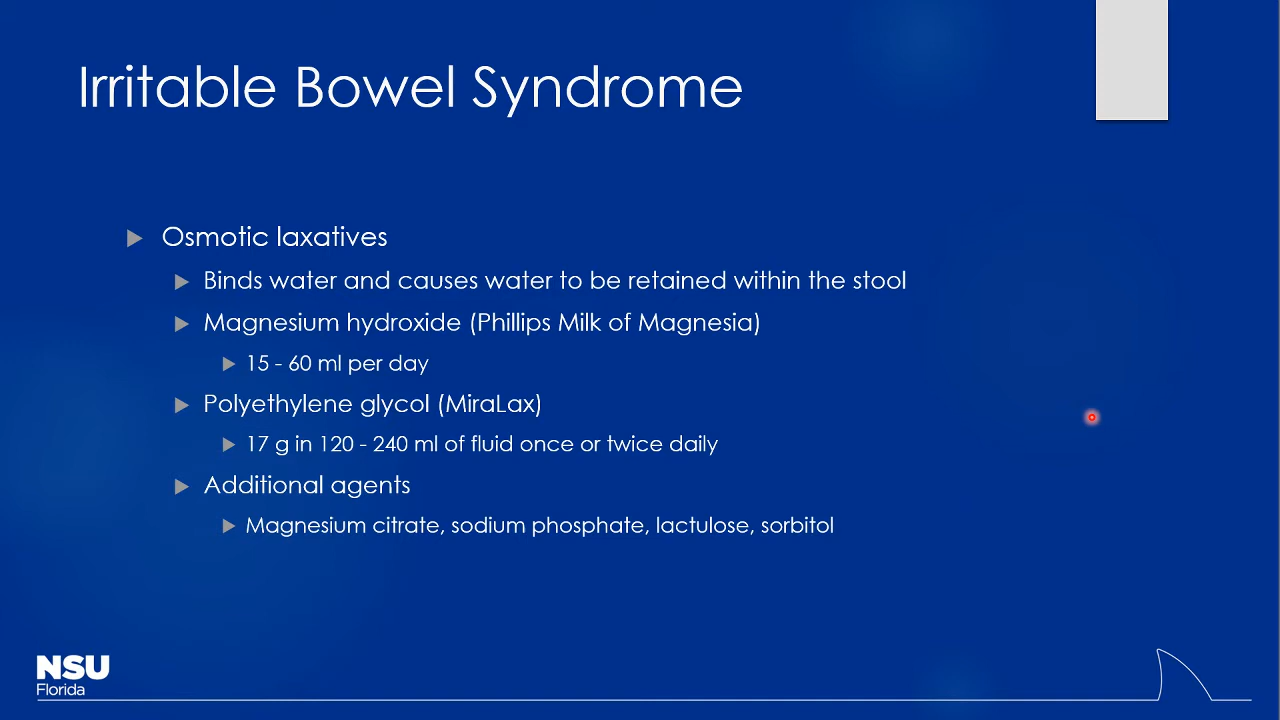 Irritable Bowel Syndrome
Osmotic laxatives
Binds water and causes water to be retained within the stool
Magnesium hydroxide (Phillips Milk of Magnesia)
15 - 60 ml per day
Polyethylene glycol (MiraLax)
17 g in 120 - 240 ml of fluid once or twice daily
Additional agents
Magnesium citrate, sodium phosphate, lactulose, sorbitol
NSU
Florida